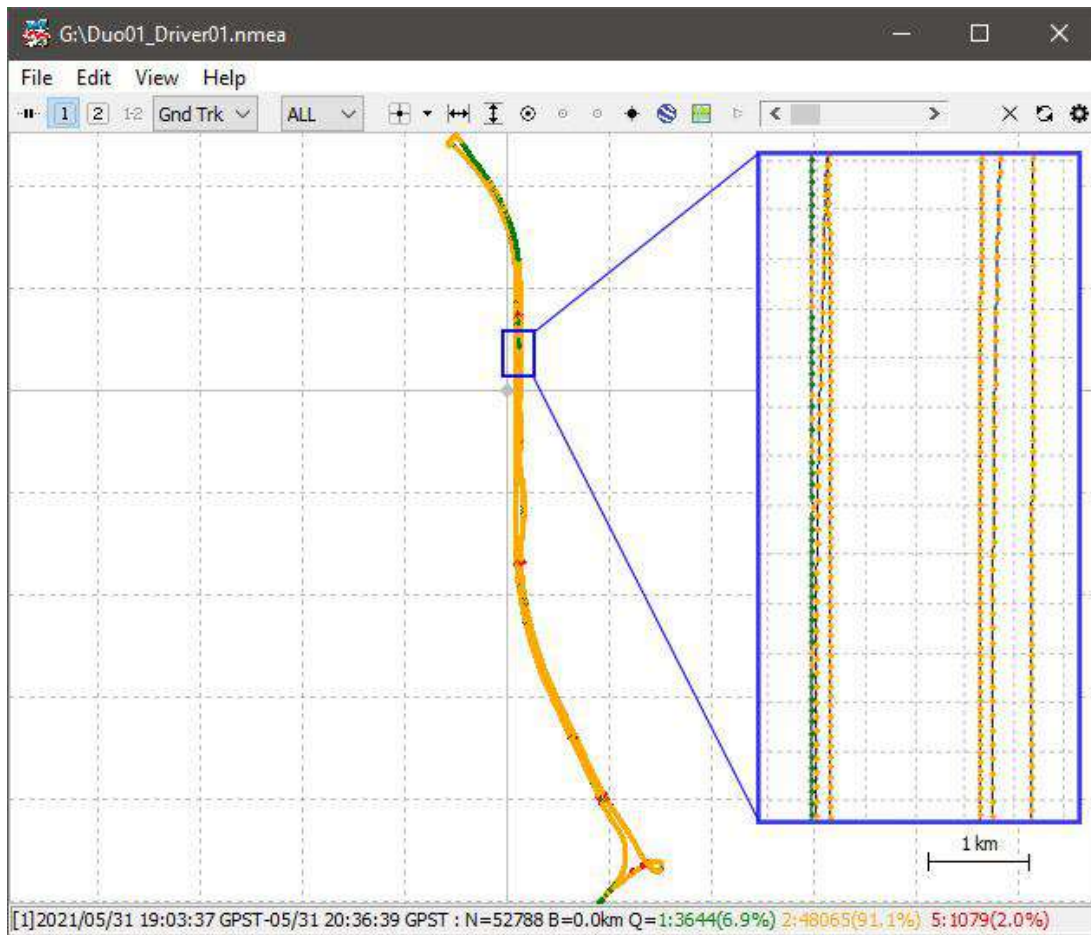 G:\Duo01_Driver01.nmea
File Edit View Help
1 2 1-2 Gnd Trk ALL
1 km
[1]2021/05/31 19:03:37 GPST-05/31 20:36:39 GPST : N=52788 B=0.0km Q=1:3644(6.9%) 2:48065(91.1%) 5:1079(2.0%)